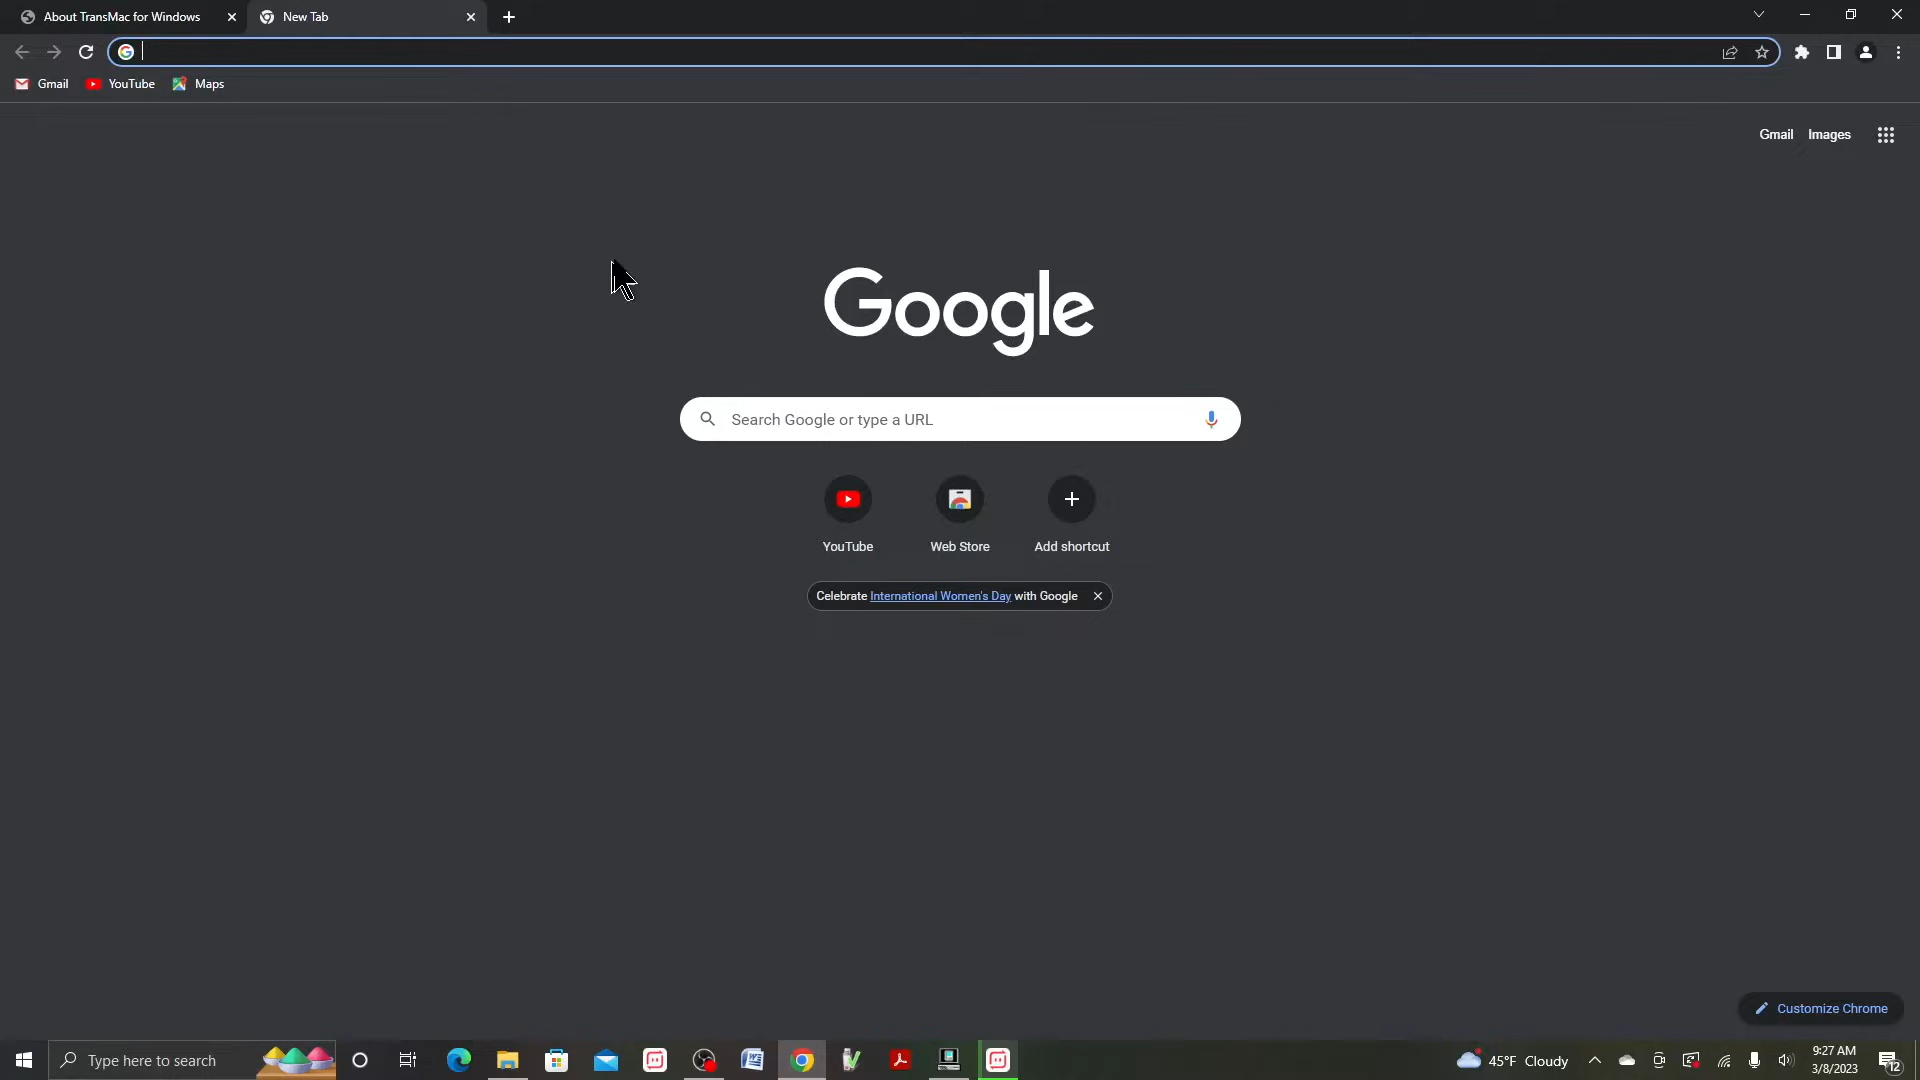 About TransMac for Windows
New Tab
Gmail
YouTube
Maps
Gmail
Images
Google
Search Google or type a URL
YouTube
Web Store
Add shortcut
Celebrate International Women's Day with Google
Customize Chrome
Type here to search
45°F Cloudy
9:27 AM
3/8/2023
12